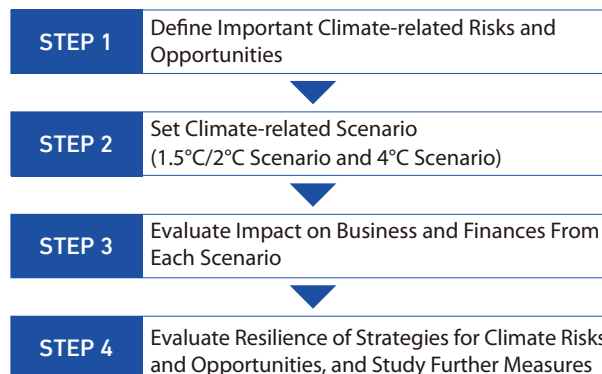 STEP 1
Define Important Climate-related Risks and
Opportunities
STEP 2
Set Climate-related Scenario
(1.5°C/2°C Scenario and 4°C Scenario)
STEP 3
Evaluate Impact on Business and Finances From
Each Scenario
STEP 4
Evaluate Resilience of Strategies for Climate Risks
and Opportunities, and Study Further Measures